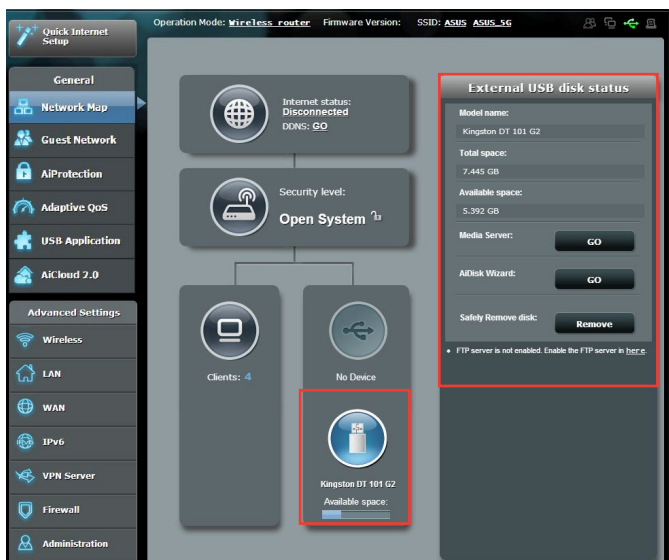 Operation Mode: Wireless router Firmware Version: SSID: ASUS ASUS_5G
Quick Internet
Setup
General
Network Map
Guest Network
AiProtection
Adaptive QoS
USB Application
AiCloud 2.0
Advanced Settings
Wireless
LAN
WAN
IPv6
VPN Server
Firewall
Administration
Internet status:
Disconnected
DDNS: GO
Security level:
Open System
Clients: 4
No Device
Kingston DT 101 G2
Available space:
External USB disk status
Model name:
Kingston DT 101 G2
Total space:
7.445 GB
Available space:
5.392 GB
Media Server: GO
AiDisk Wizard: GO
Safely Remove disk: Remove
• FTP server is not enabled. Enable the FTP server in here.